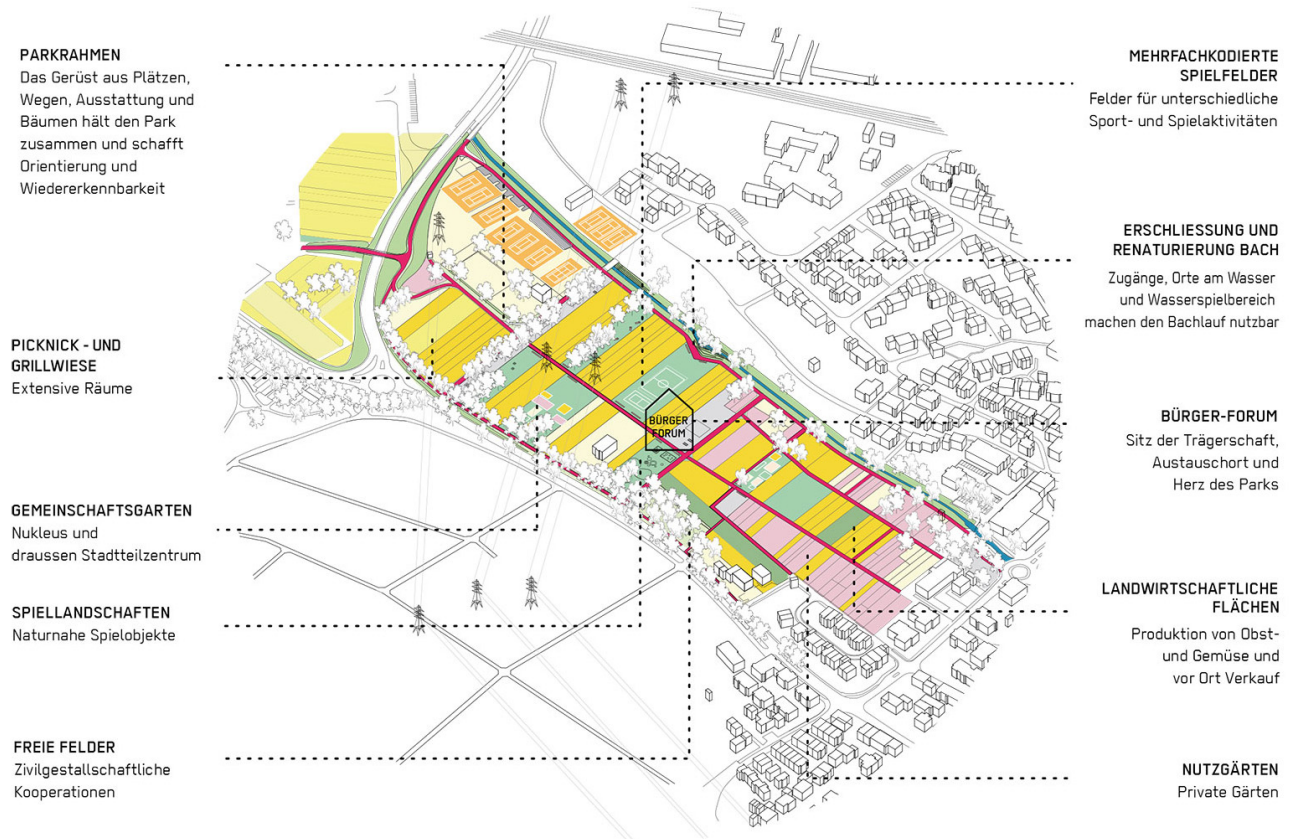 PARKRAHMEN
Das Gerüst aus Plätzen,
Wegen, Ausstattung und
Bäumen hält den Park
zusammen und schafft
Orientierung und
Wiedererkennbarkeit
PICKNICK - UND
GRILLWIESE
Extensive Räume
GEMEINSCHAFTSGARTEN
Nukleus und
draussen Stadtteilzentrum
SPIELLANDSCHAFTEN
Naturnahe Spielobjekte
FREIE FELDER
Zivilgestallschaftliche
Kooperationen
BÜRGER
FORUM
MEHRFACHKODIERTE
SPIELFELDER
Felder für unterschiedliche
Sport- und Spielaktivitäten
ERSCHLIESSUNG UND
RENATURIERUNG BACH
Zugänge, Orte am Wasser
und Wasserspielbereich
machen den Bachlauf nutzbar
BÜRGER-FORUM
Sitz der Trägerschaft,
Austauschort und
Herz des Parks
LANDWIRTSCHAFTLICHE
FLÄCHEN
Produktion von Obst-
und Gemüse und
vor Ort Verkauf
NUTZGÄRTEN
Private Gärten